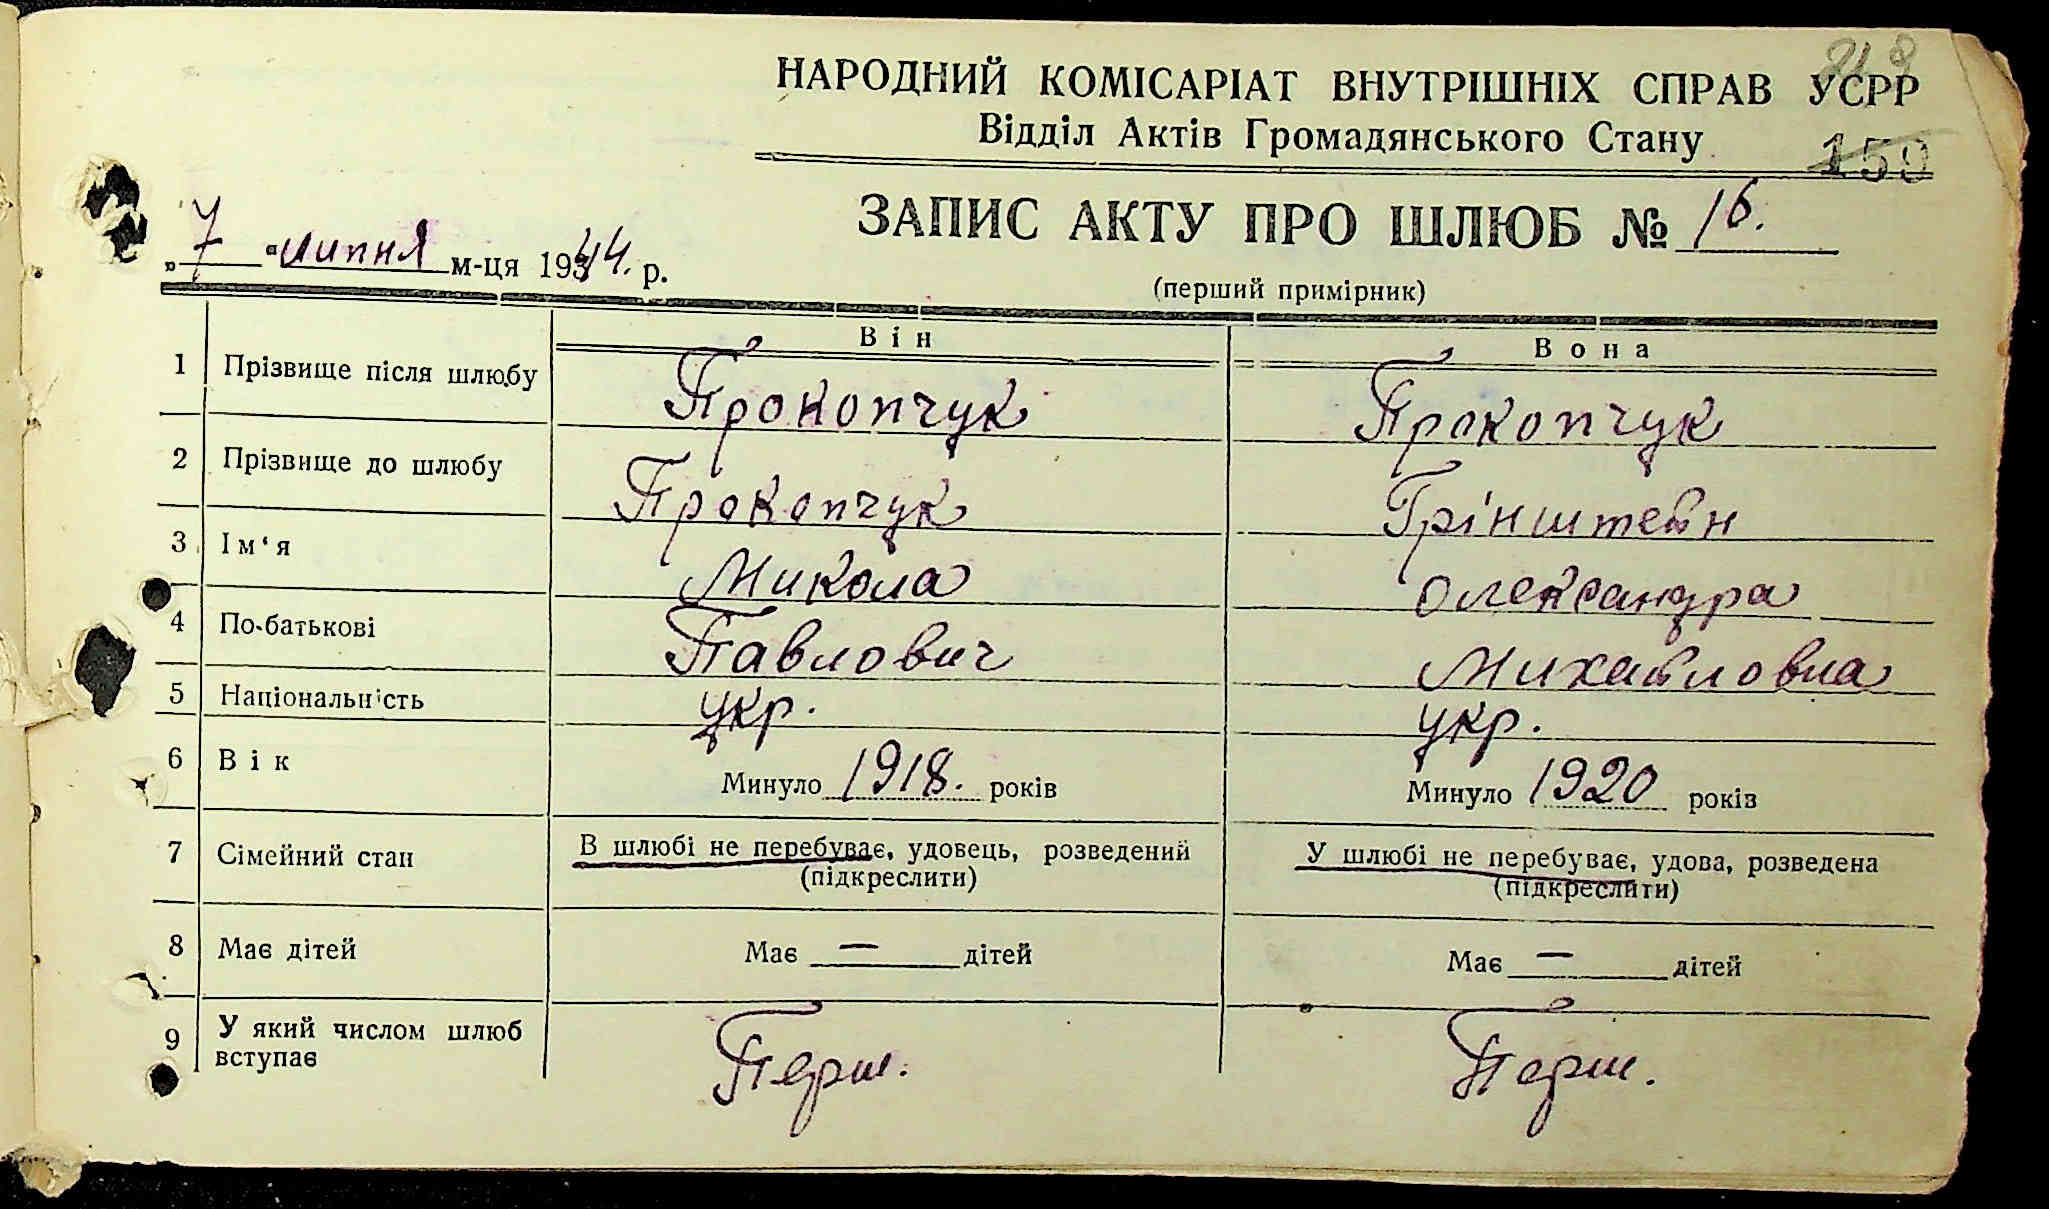 НАРОДНИЙ КОМІСАРІАТ ВНУТРІШНІХ СПРАВ УСРР
Відділ Актів Громадянського Стану
159
ЗАПИС АКТУ ПРО ШЛЮБ № 16.
„7“ липня м-ця 1944. р.
(перший примірник)
Він Вона
1 Прізвище після шлюбу Прокопчук Прокопчук
2 Прізвище до шлюбу Прокопчук Грінштейн
3 Ім‘я Микола Олександра
4 По-батькові Павлович Михайловна
5 Національність укр. укр.
6 Вік Минуло 1918. років Минуло 1920 років
7 Сімейний стан В шлюбі не перебуває, удовець, розведений У шлюбі не перебуває, удова, розведена
(підкреслити) (підкреслити)
8 Має дітей Має — дітей Має — дітей
9 У який числом шлюб
вступає Перш. Перш.